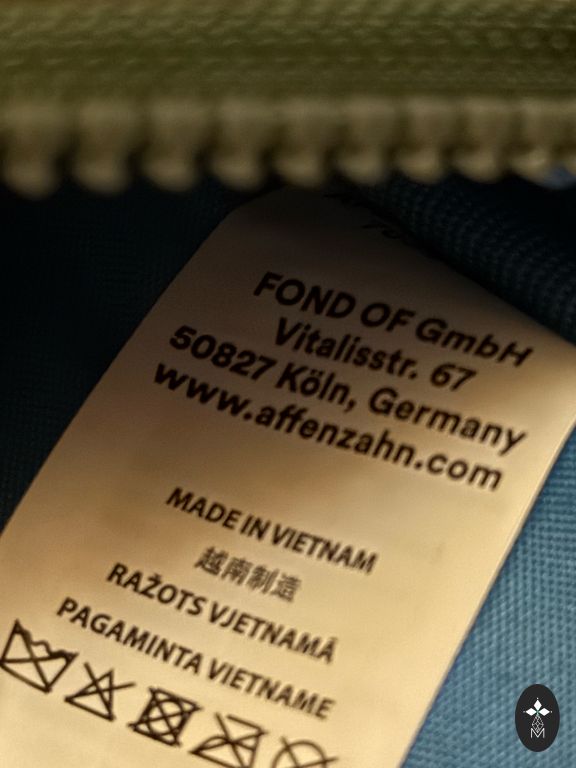 FOND OF GmbH
Vitalisstr. 67
50827 Köln, Germany
www.affenzahn.com
MADE IN VIETNAM
越南制造
RAŽOTS VJETNAMĀ
PAGAMINTA VIETNAME